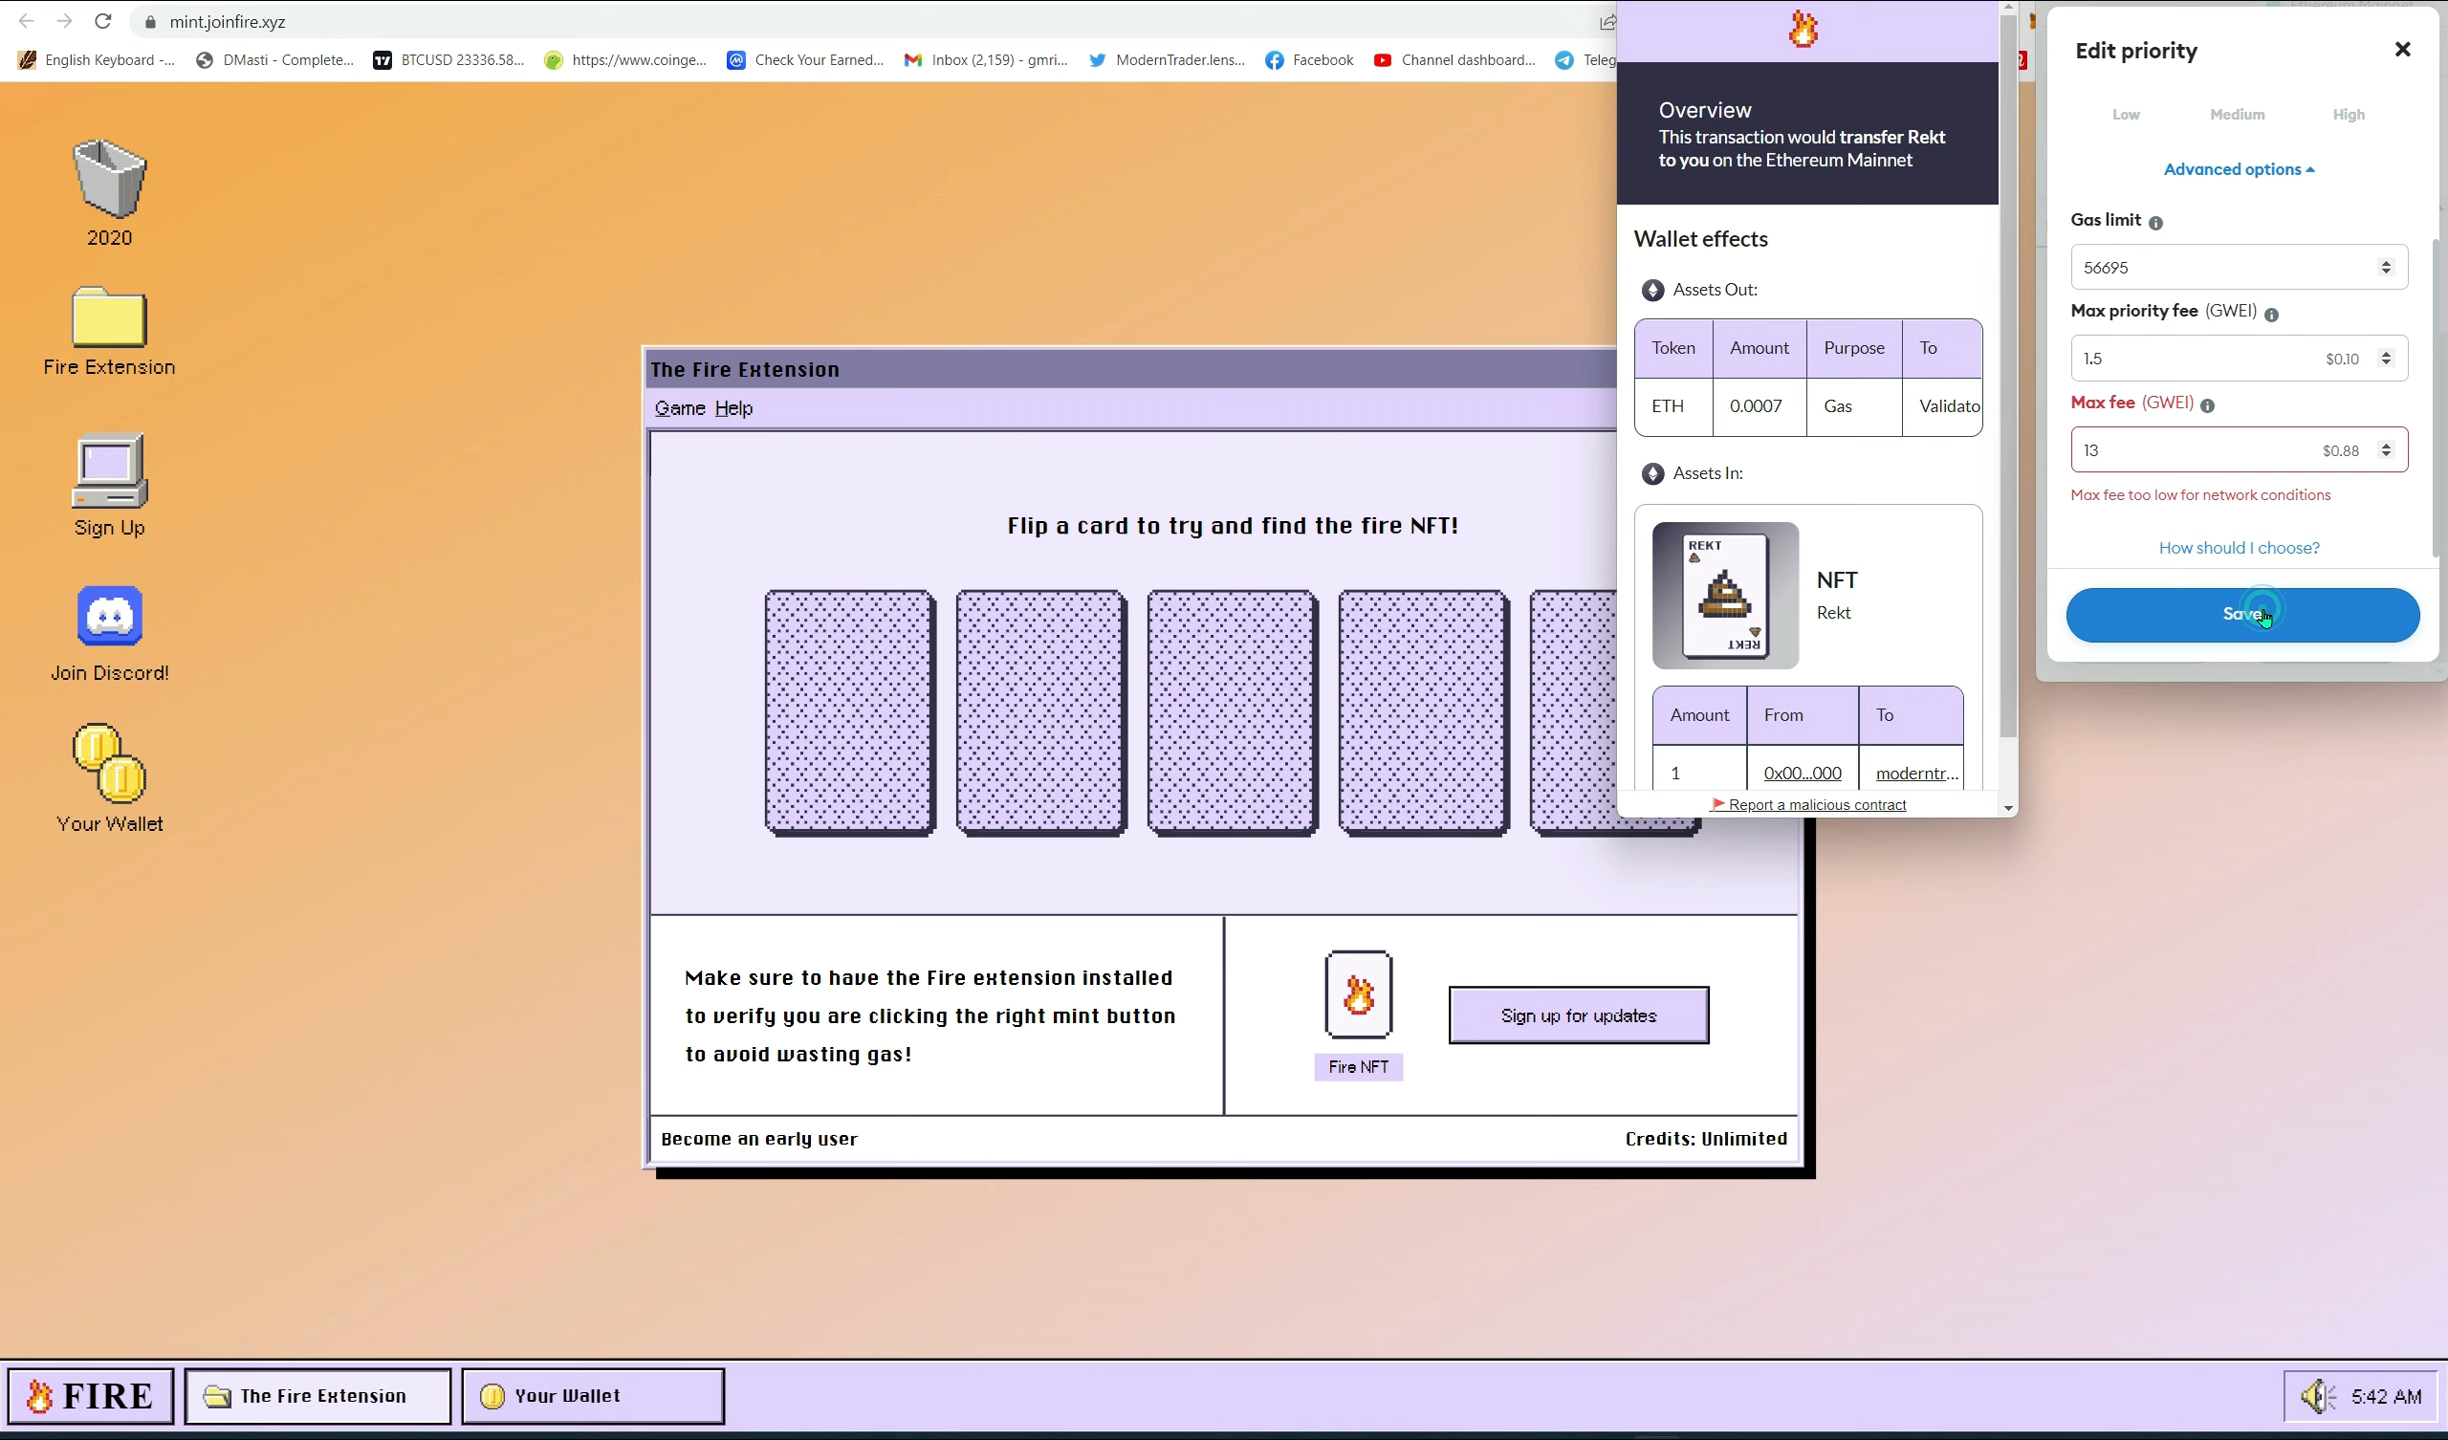 mint.joinfire.xyz
English Keyboard -...
DMasti - Complete...
BTCUSD 23336.58...
https://www.coinge...
Check Your Earned...
Inbox (2,159) - gmri...
ModernTrader.lens...
Facebook
Channel dashboard...
Teleg
2020
Fire Extension
Sign Up
Join Discord!
Your Wallet
The Fire Extension
Game Help
Flip a card to try and find the fire NFT!
Make sure to have the Fire extension installed
to verify you are clicking the right mint button
to avoid wasting gas!
Fire NFT
Sign up for updates
Become an early user
Credits: Unlimited
Overview
This transaction would transfer Rekt
to you on the Ethereum Mainnet
Wallet effects
Assets Out:
Token Amount Purpose To
ETH 0.0007 Gas Validato
Assets In:
REKT
REKT
NFT
Rekt
Amount From To
1 0x00...000 moderntr...
Report a malicious contract
Ethereum Mainnet
Edit priority
Low Medium High
Advanced options
Gas limit
56695
Max priority fee (GWEI)
1.5 $0.10
Max fee (GWEI)
13 $0.88
Max fee too low for network conditions
How should I choose?
Save
FIRE
The Fire Extension
Your Wallet
5:42 AM